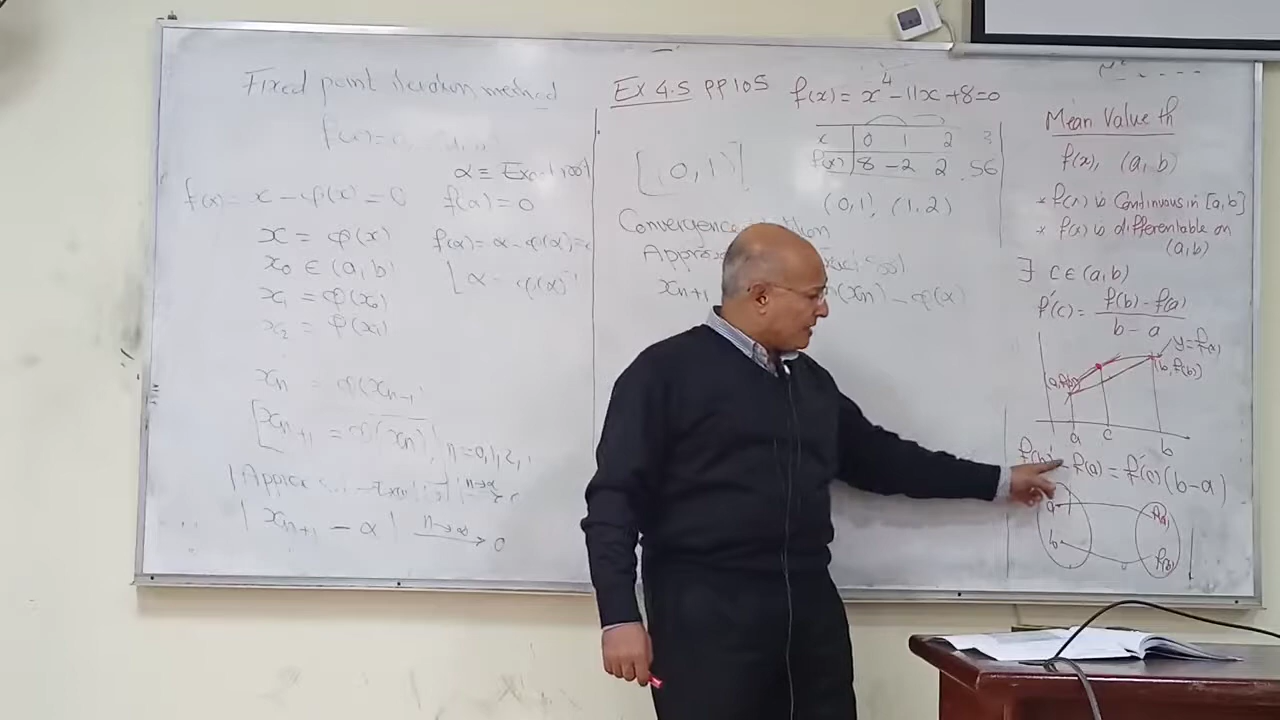 Fixed point iteration method
f(x)=0
α ≡ Exact root
f(x) = x - φ(x) = 0
f(α) = 0
x = φ(x)
f(α) = α - φ(α) =
x₀ ∈ (a, b)
α = φ(α)
x₁ = φ(x₀)
x₂ = φ(x₁)
xₙ = φ(xₙ₋₁
xₙ₊₁ = φ(xₙ), n = 0, 1, 2, .
| xₙ₊₁ - α | n→∞ → 0
Ex 4.5 PP 105 f(x) = x⁴ - 11x + 8 = 0
x 0 1 2 3
f(x) 8 -2 2 56
[0, 1]
(0, 1), (1, 2)
Convergence
xₙ₊₁ (xₙ) - φ(α)
Mean Value th
f(x), (a, b)
* f(x) is Continuous in [a, b]
* f(x) is differentable on
(a, b)
∃ c ∈ (a, b)
f′(c) = f(b) - f(a) / b - a
y = f(x)
(b, f(b))
a c b
- f(a) = f′(c)(b - a)
a f(a)
b f(b)